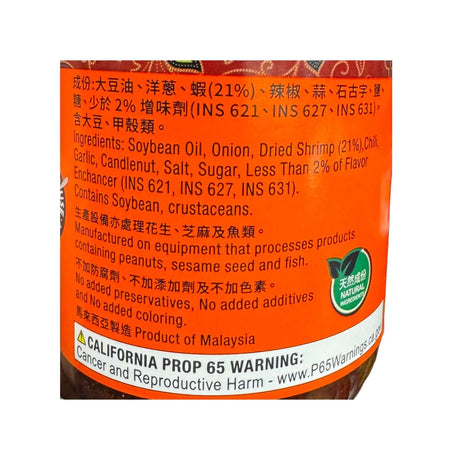 成份:大豆油、洋蔥、蝦(21%)、辣椒、蒜、石古字、鹽、
糖、少於 2% 增味劑(INS 621、INS 627、INS 631)。
含大豆、甲殼類。
Ingredients: Soybean Oil, Onion, Dried Shrimp (21%),Chili,
Garlic, Candlenut, Salt, Sugar, Less Than 2% of Flavor
Enchancer (INS 621, INS 627, INS 631).
Contains Soybean, crustaceans.
生產設備亦處理花生、芝麻及魚類。
Manufactured on equipment that processes products
containing peanuts, sesame seed and fish.
不加防腐劑、不加添加劑及不加色素。
No added preservatives, No added additives
and No added coloring.
馬來西亞製造 Product of Malaysia
天然成份
NATURAL
INGREDIENTS
CALIFORNIA PROP 65 WARNING:
Cancer and Reproductive Harm - www.P65Warnings.ca.gov